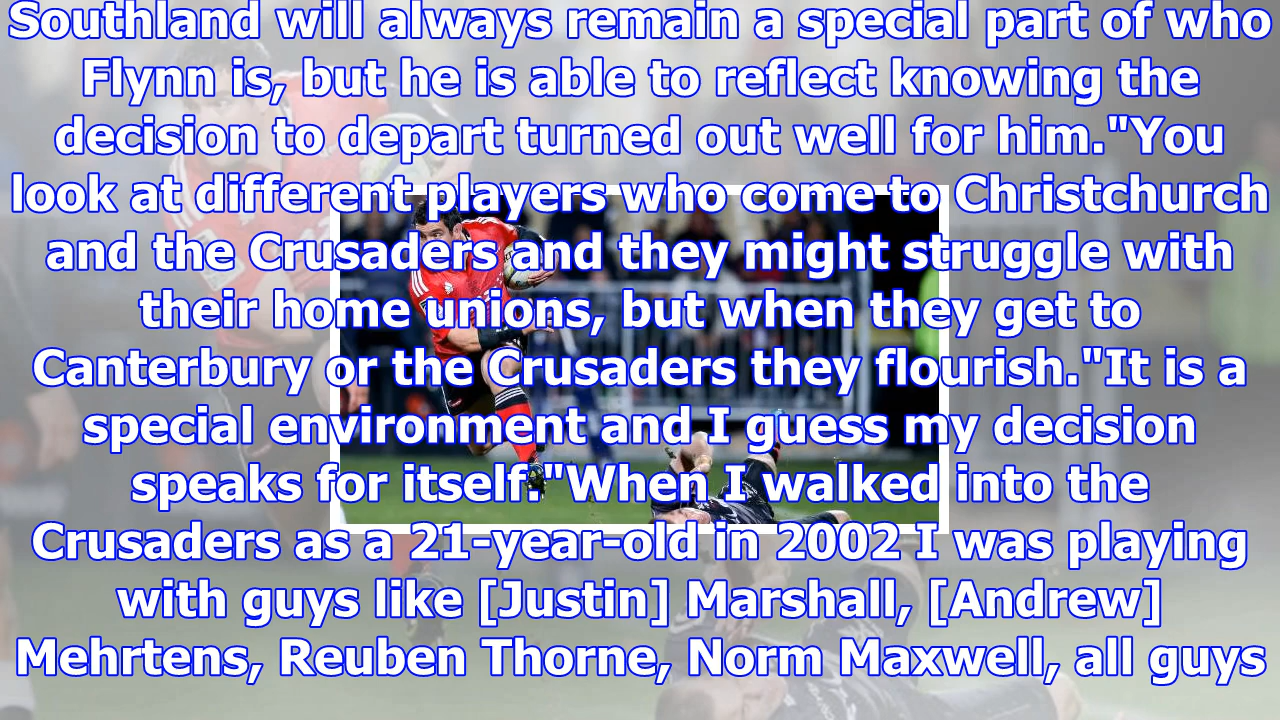 Southland will always remain a special part of who
Flynn is, but he is able to reflect knowing the
decision to depart turned out well for him."You
look at different players who come to Christchurch
and the Crusaders and they might struggle with
their home unions, but when they get to
Canterbury or the Crusaders they flourish."It is a
special environment and I guess my decision
speaks for itself."When I walked into the
Crusaders as a 21-year-old in 2002 I was playing
with guys like [Justin] Marshall, [Andrew]
Mehrtens, Reuben Thorne, Norm Maxwell, all guys